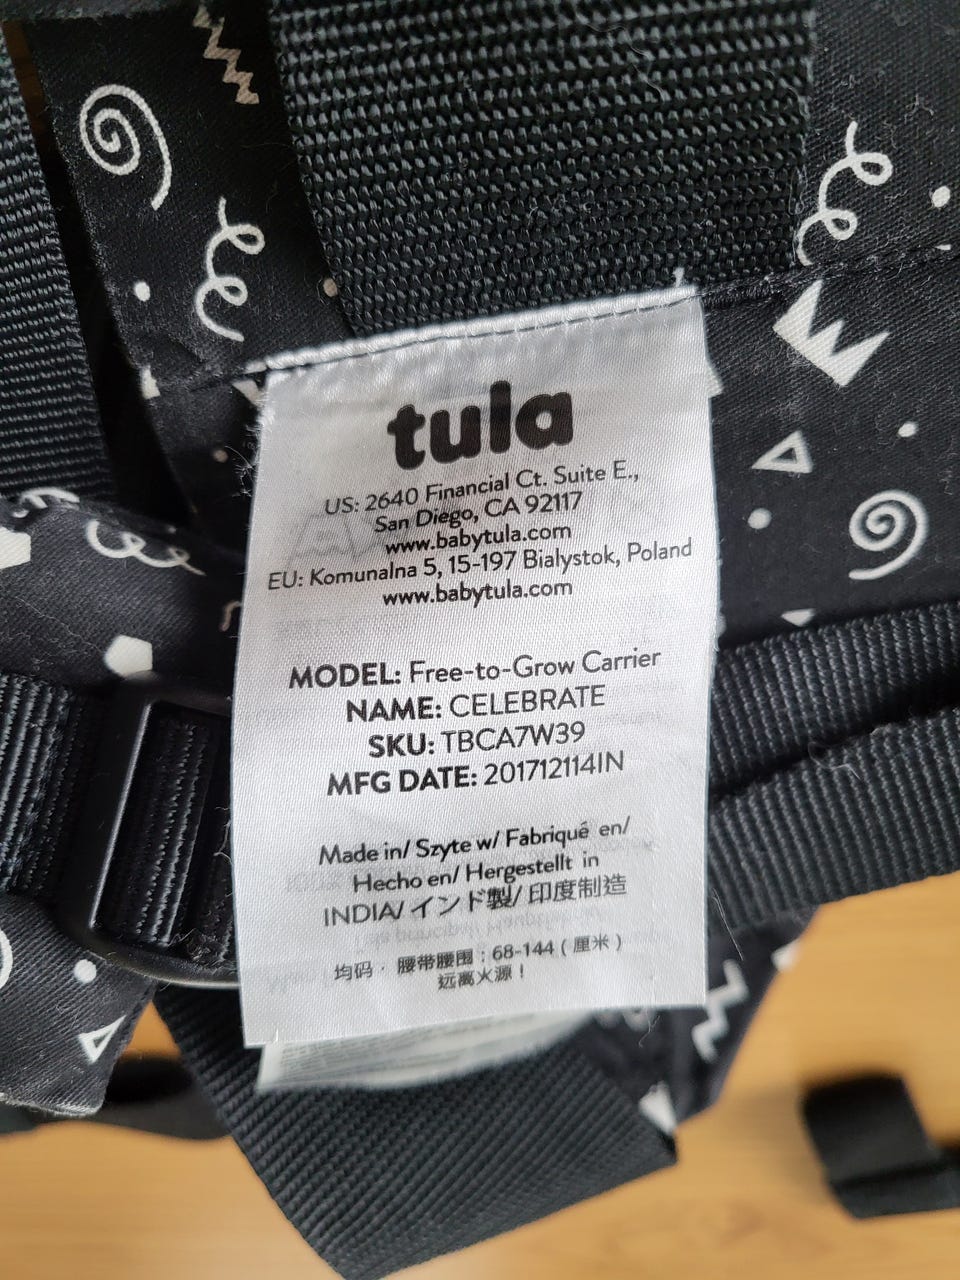 tula
US: 2640 Financial Ct. Suite E.,
San Diego, CA 92117
www.babytula.com
EU: Komunalna 5, 15-197 Bialystok, Poland
www.babytula.com
MODEL: Free-to-Grow Carrier
NAME: CELEBRATE
SKU: TBCA7W39
MFG DATE: 201712114IN
Made in/ Szyte w/ Fabriqué en/
Hecho en/ Hergestellt in
INDIA/ インド製/ 印度制造
均码 · 腰带腰围：68-144（厘米）
远离火源！